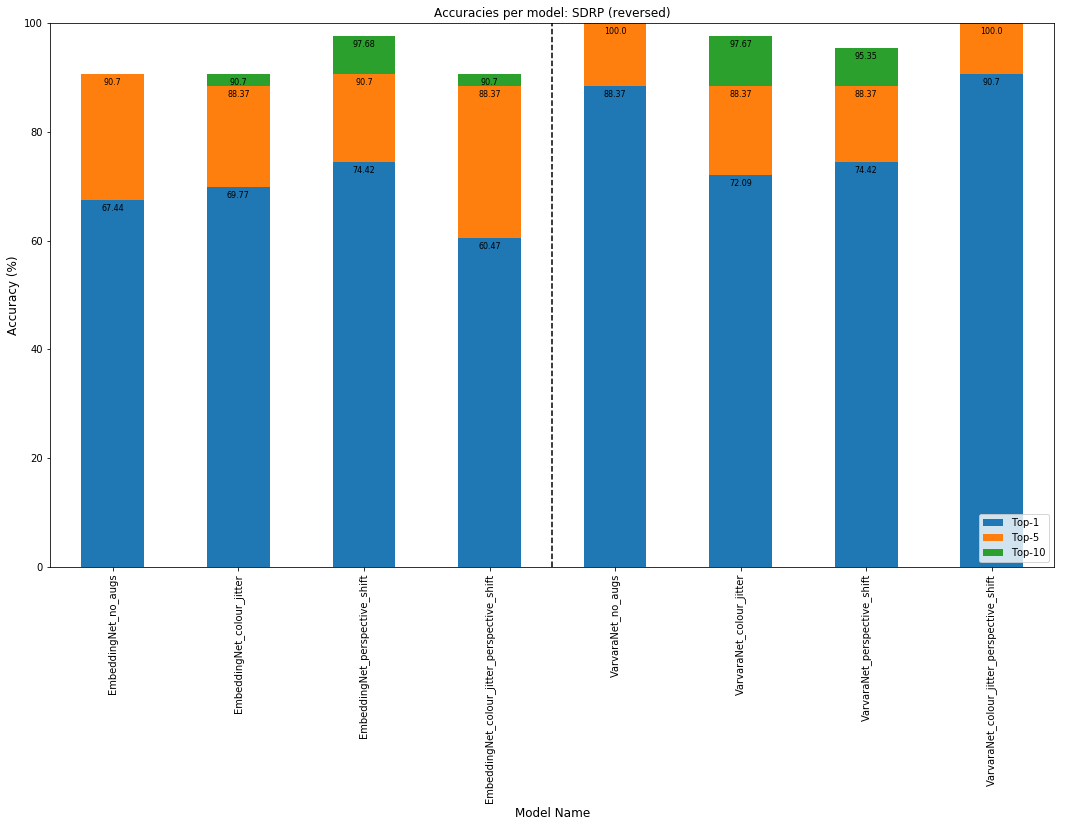 Accuracies per model: SDRP (reversed)
Accuracy (%)
100
80
60
40
20
0
90.7
67.44
90.7
88.37
69.77
97.68
90.7
74.42
90.7
88.37
60.47
100.0
88.37
97.67
88.37
72.09
95.35
88.37
74.42
100.0
90.7
Top-1
Top-5
Top-10
EmbeddingNet_no_augs
EmbeddingNet_colour_jitter
EmbeddingNet_perspective_shift
EmbeddingNet_colour_jitter_perspective_shift
VarvaraNet_no_augs
VarvaraNet_colour_jitter
VarvaraNet_perspective_shift
VarvaraNet_colour_jitter_perspective_shift
Model Name